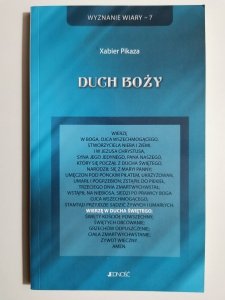 WYZNANIE WIARY – 7
Xabier Pikaza
DUCH BOŻY
WIERZĘ
W BOGA, OJCA WSZECHMOGĄCEGO,
STWORZYCIELA NIEBA I ZIEMI,
I W JEZUSA CHRYSTUSA,
SYNA JEGO JEDYNEGO, PANA NASZEGO,
KTÓRY SIĘ POCZĄŁ Z DUCHA ŚWIĘTEGO,
NARODZIŁ SIĘ Z MARYI PANNY;
UMĘCZON POD PONCKIM PIŁATEM, UKRZYŻOWAN,
UMARŁ I POGRZEBION; ZSTĄPIŁ DO PIEKIEŁ,
TRZECIEGO DNIA ZMARTWYCHWSTAŁ;
WSTĄPIŁ NA NIEBIOSA, SIEDZI PO PRAWICY BOGA
OJCA WSZECHMOGĄCEGO,
STAMTĄD PRZYJDZIE SĄDZIĆ ŻYWYCH I UMARŁYCH.
WIERZĘ W DUCHA ŚWIĘTEGO;
ŚWIĘTY KOŚCIÓŁ POWSZECHNY,
ŚWIĘTYCH OBCOWANIE;
GRZECHÓW ODPUSZCZENIE;
CIAŁA ZMARTWYCHWSTANIE;
ŻYWOT WIECZNY.
AMEN.
JEDNOŚĆ